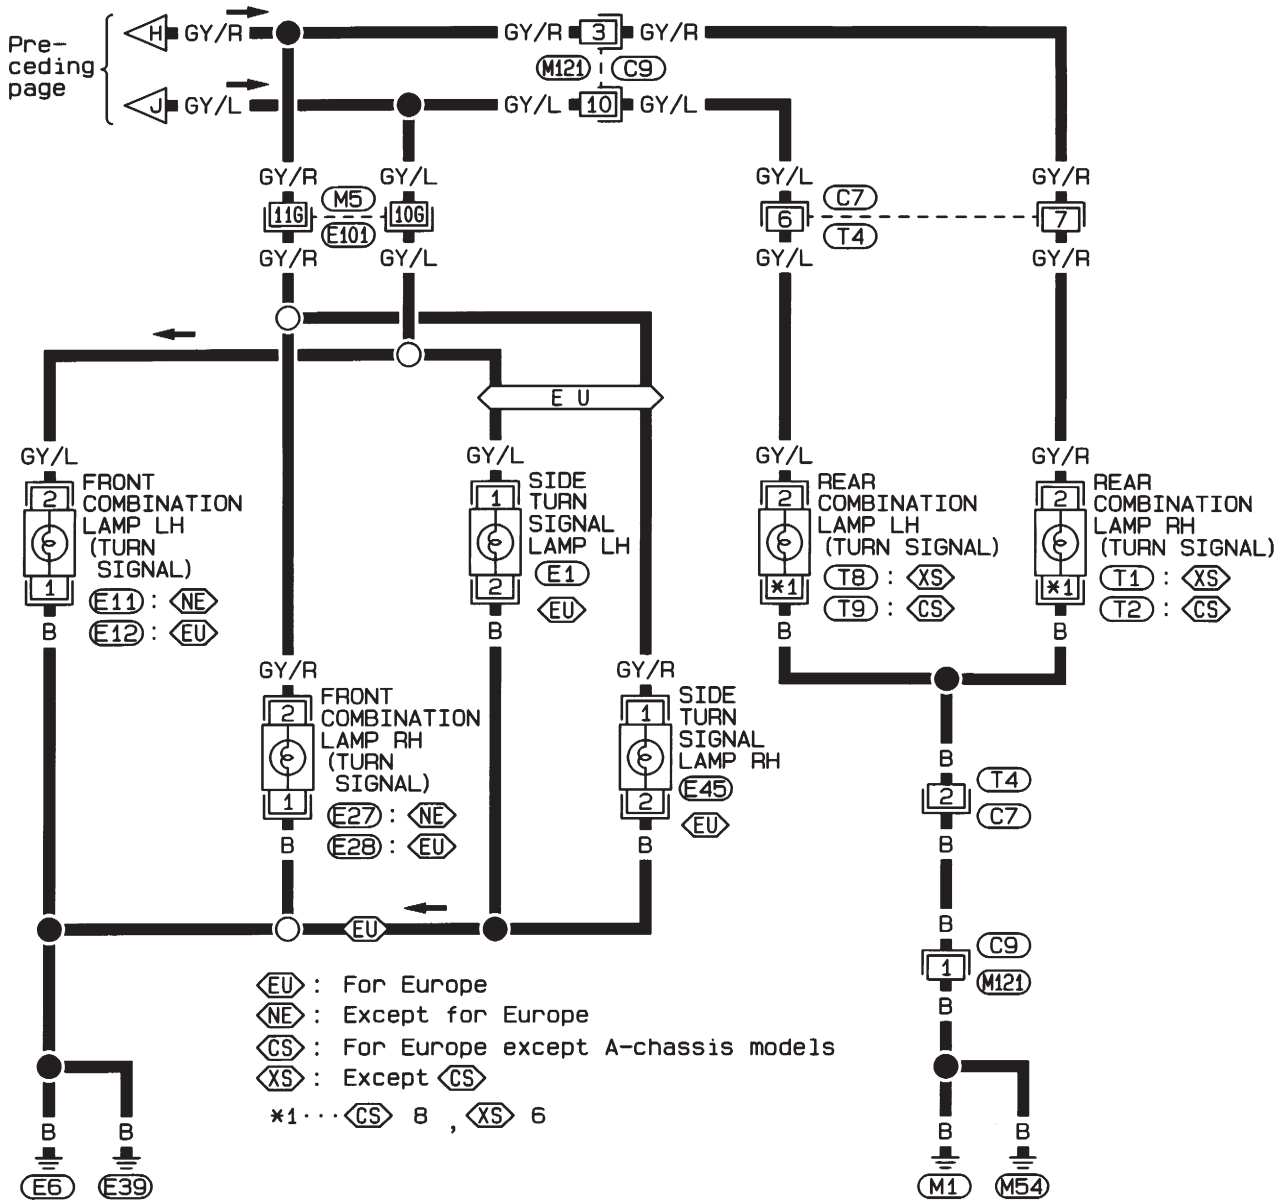 Pre-
ceding
page
H GY/R GY/R 3 GY/R
M121 C9
J GY/L GY/L 10 GY/L
GY/R GY/L GY/L GY/R
11G M5 10G 6 C7 7
E101 T4
GY/R GY/L GY/L GY/R
E U
GY/L GY/L GY/L GY/R
2 FRONT
COMBINATION
LAMP LH
(TURN
SIGNAL)
1
E11 : NE
E12 : EU
B
1 SIDE
TURN
SIGNAL
LAMP LH
E1
2
EU
B
2 REAR
COMBINATION
LAMP LH
(TURN SIGNAL)
*1 T8 : XS
T9 : CS
B
2 REAR
COMBINATION
LAMP RH
(TURN SIGNAL)
*1 T1 : XS
T2 : CS
B
GY/R GY/R
2 FRONT
COMBINATION
LAMP RH
(TURN
SIGNAL)
1
E27 : NE
E28 : EU
B
1 SIDE
TURN
SIGNAL
LAMP RH
E45
2
EU
B
EU
B
2 T4
C7
B
B
1 C9
M121
B
EU : For Europe
NE : Except for Europe
CS : For Europe except A-chassis models
XS : Except CS
*1··· CS 8 , XS 6
B B B B
E6 E39 M1 M54